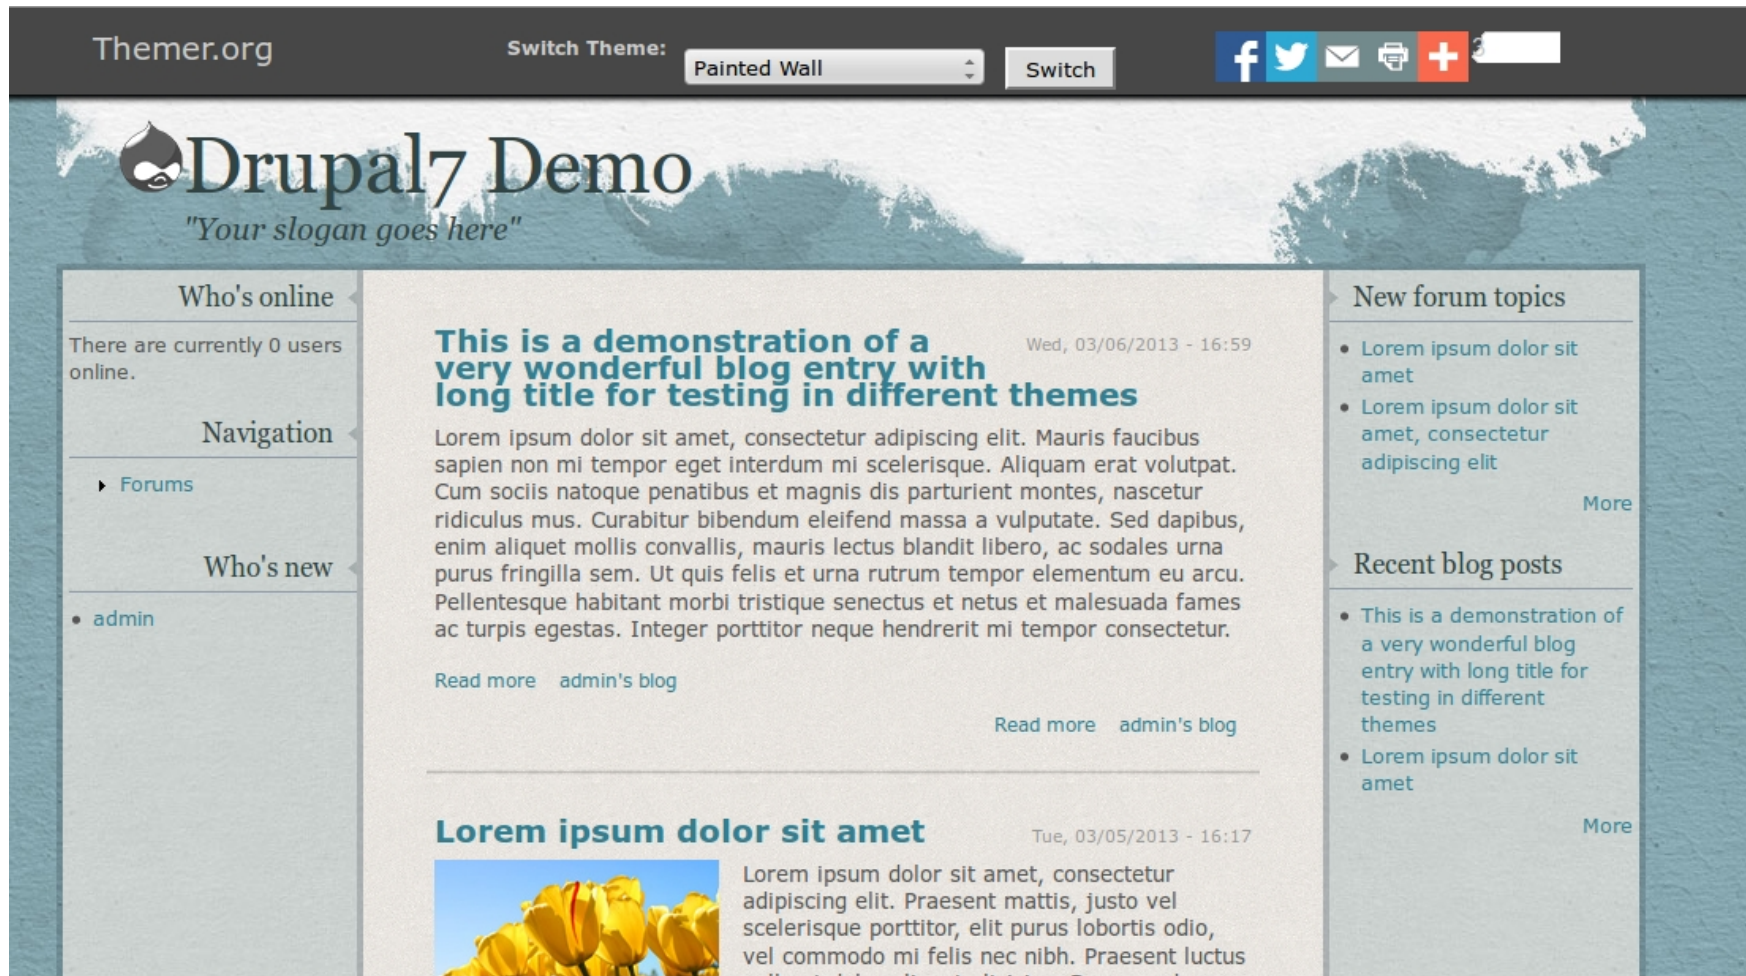 Themer.org
Switch Theme:
Painted Wall
Switch
3
Drupal7 Demo
"Your slogan goes here"
Who's online
There are currently 0 users
online.
Navigation
Forums
Who's new
admin
This is a demonstration of a
very wonderful blog entry with
long title for testing in different themes
Wed, 03/06/2013 - 16:59
Lorem ipsum dolor sit amet, consectetur adipiscing elit. Mauris faucibus
sapien non mi tempor eget interdum mi scelerisque. Aliquam erat volutpat.
Cum sociis natoque penatibus et magnis dis parturient montes, nascetur
ridiculus mus. Curabitur bibendum eleifend massa a vulputate. Sed dapibus,
enim aliquet mollis convallis, mauris lectus blandit libero, ac sodales urna
purus fringilla sem. Ut quis felis et urna rutrum tempor elementum eu arcu.
Pellentesque habitant morbi tristique senectus et netus et malesuada fames
ac turpis egestas. Integer porttitor neque hendrerit mi tempor consectetur.
Read more admin's blog
Read more admin's blog
Lorem ipsum dolor sit amet
Tue, 03/05/2013 - 16:17
Lorem ipsum dolor sit amet, consectetur
adipiscing elit. Praesent mattis, justo vel
scelerisque porttitor, elit purus lobortis odio,
vel commodo mi felis nec nibh. Praesent luctus
New forum topics
Lorem ipsum dolor sit
amet
Lorem ipsum dolor sit
amet, consectetur
adipiscing elit
More
Recent blog posts
This is a demonstration of
a very wonderful blog
entry with long title for
testing in different
themes
Lorem ipsum dolor sit
amet
More